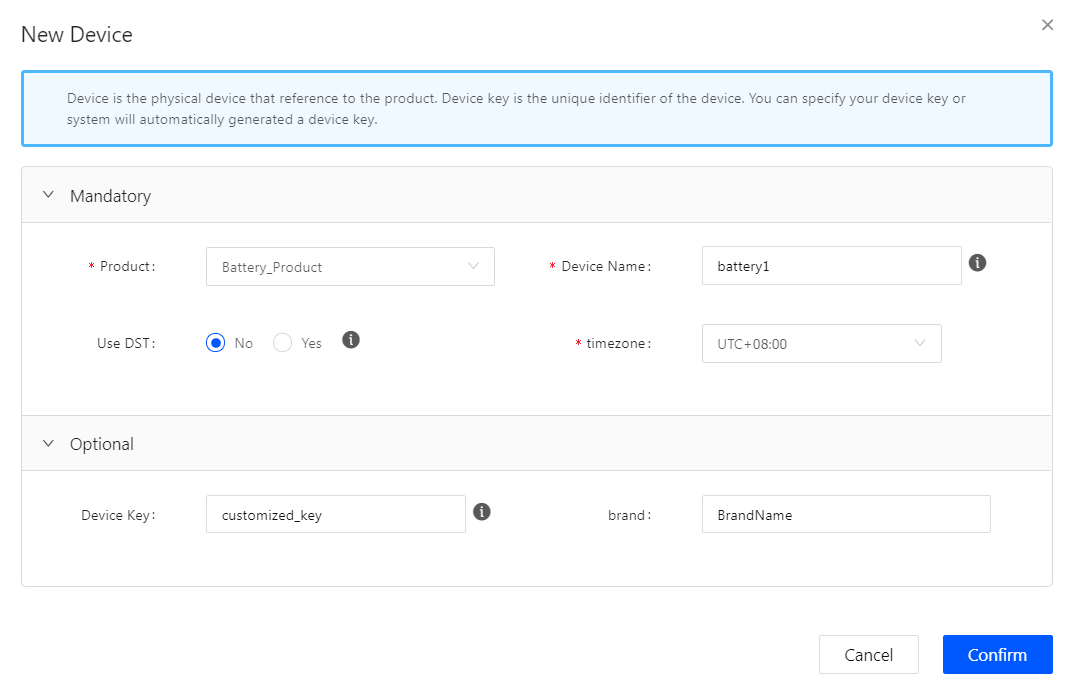 New Device
Device is the physical device that reference to the product. Device key is the unique identifier of the device. You can specify your device key or
system will automatically generated a device key.
Mandatory
* Product: Battery_Product * Device Name: battery1
Use DST: No Yes * timezone: UTC+08:00
Optional
Device Key: customized_key brand: BrandName
Cancel Confirm